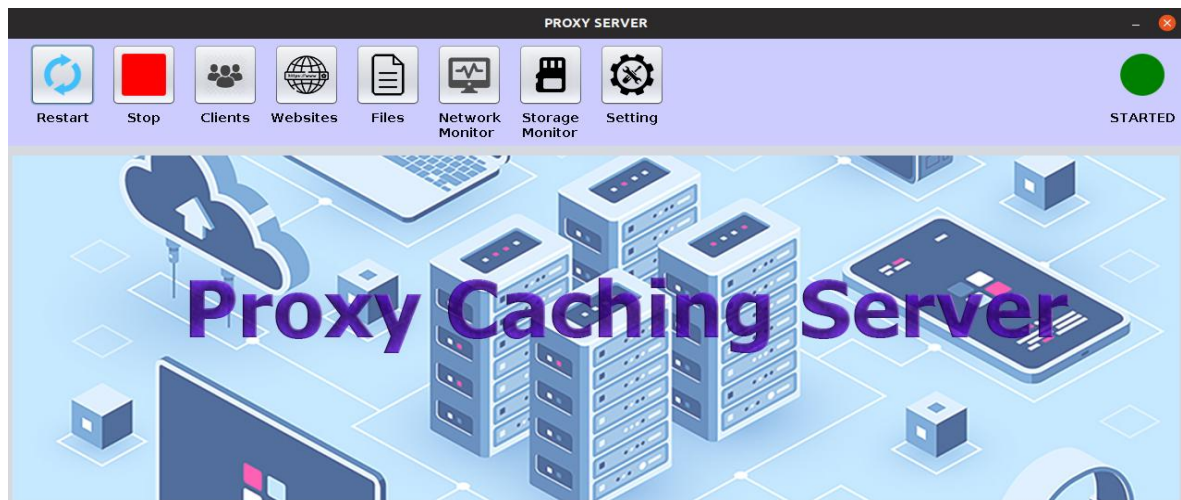 PROXY SERVER
Restart
Stop
Clients
Websites
Files
Network
Monitor
Storage
Monitor
Setting
STARTED
Proxy Caching Server